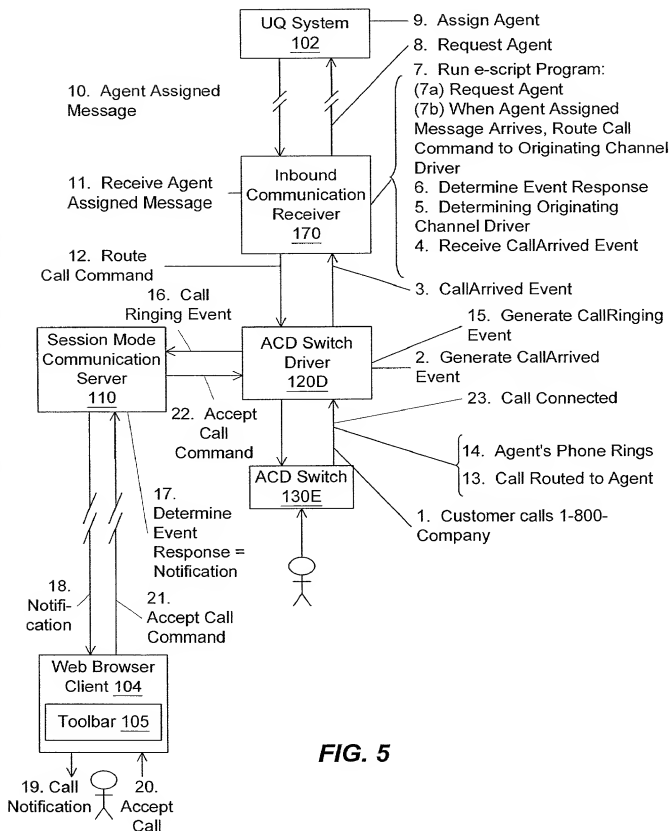 UQ System
102
9. Assign Agent
8. Request Agent
7. Run e-script Program:
(7a) Request Agent
(7b) When Agent Assigned
Message Arrives, Route Call
Command to Originating Channel
Driver
6. Determine Event Response
5. Determining Originating
Channel Driver
4. Receive CallArrived Event
10. Agent Assigned
Message
Inbound
Communication
Receiver
170
11. Receive Agent
Assigned Message
12. Route
Call Command
3. CallArrived Event
16. Call
Ringing Event
15. Generate CallRinging
Event
Session Mode
Communication
Server
110
ACD Switch
Driver
120D
2. Generate CallArrived
Event
22. Accept
Call
Command
23. Call Connected
14. Agent's Phone Rings
13. Call Routed to Agent
ACD Switch
130E
1. Customer calls 1-800-
Company
17.
Determine
Event
Response =
Notification
18.
Notifi-
cation
21.
Accept Call
Command
Web Browser
Client 104
Toolbar 105
19. Call
Notification
20.
Accept
Call
FIG. 5